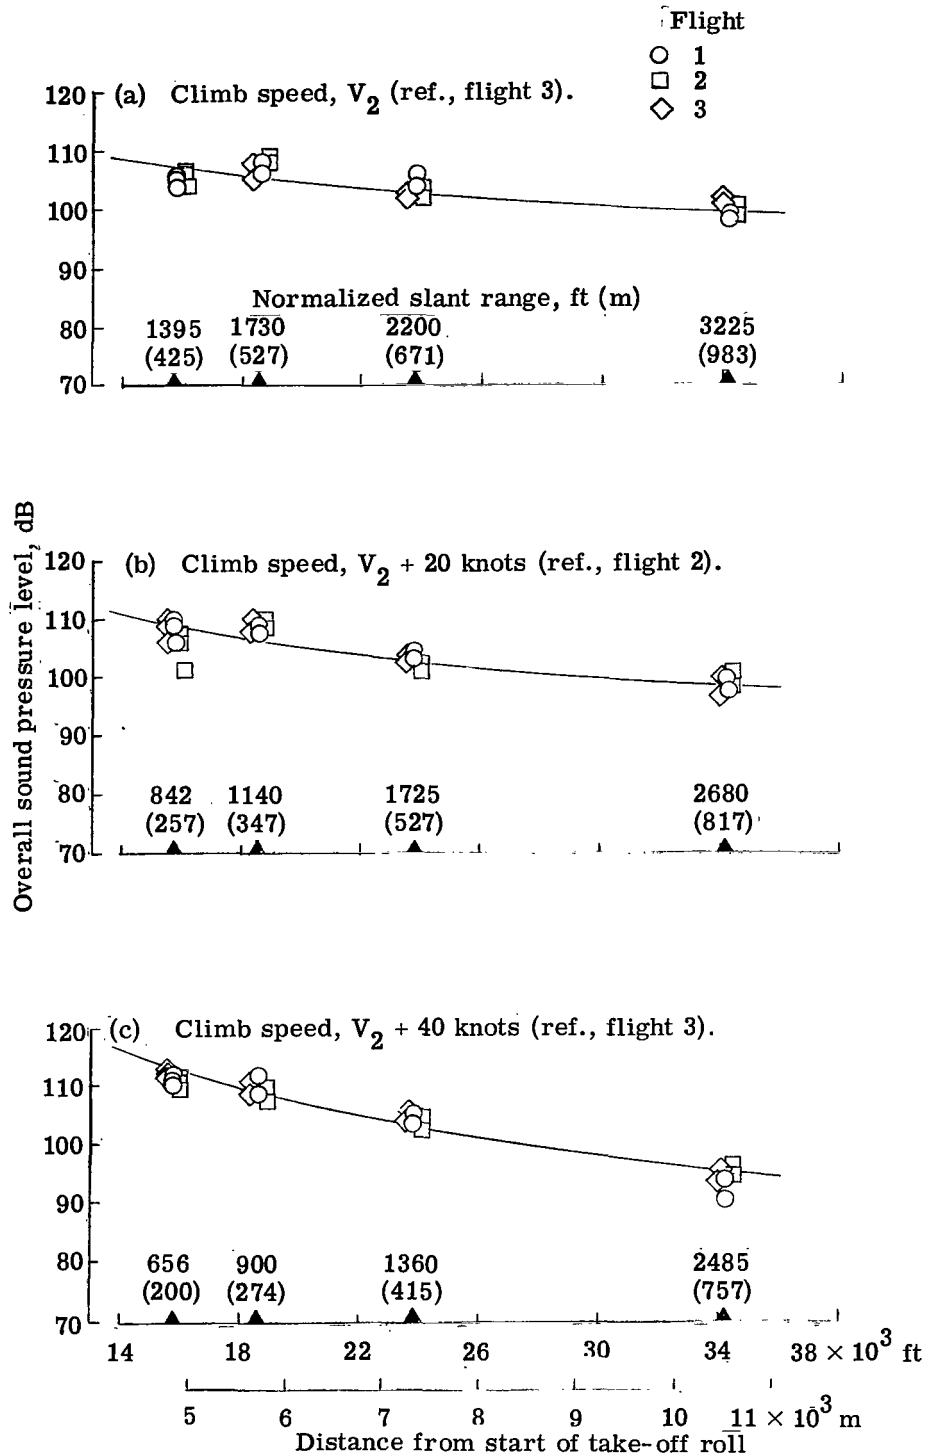 Flight
1
2
3
120
110
100
90
80
70
(a) Climb speed, V2 (ref., flight 3).
Normalized slant range, ft (m)
1395 1730 2200 3225
(425) (527) (671) (983)
Overall sound pressure level, dB
120
110
100
90
80
70
(b) Climb speed, V2 + 20 knots (ref., flight 2).
842 1140 1725 2680
(257) (347) (527) (817)
120
110
100
90
80
70
(c) Climb speed, V2 + 40 knots (ref., flight 3).
656 900 1360 2485
(200) (274) (415) (757)
14 18 22 26 30 34 38 × 10³ ft
5 6 7 8 9 10 11 × 10³ m
Distance from start of take-off roll